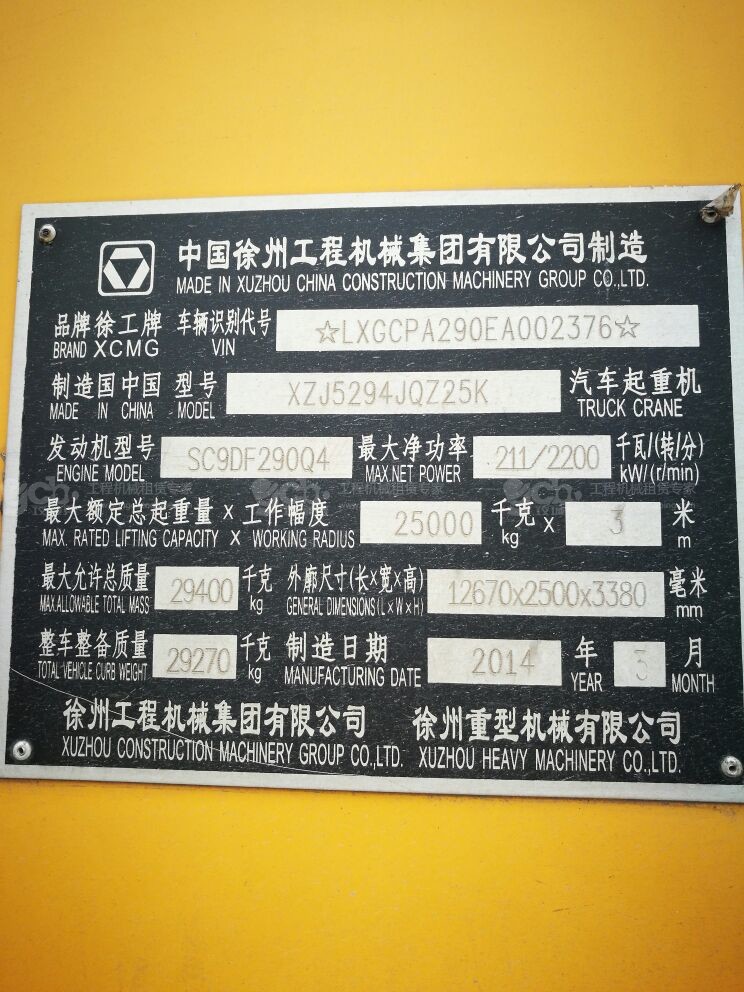 中国徐州工程机械集团有限公司制造
MADE IN XUZHOU CHINA CONSTRUCTION MACHINERY GROUP CO.,LTD.
品牌徐工牌 车辆识别代号 ☆LXGCPA290EA002376☆
BRAND XCMG VIN
制造国中国 型号 XZJ5294JQZ25K 汽车起重机
MADE IN CHINA MODEL TRUCK CRANE
发动机型号 SC9DF290Q4 最大净功率 211/2200 千瓦/(转/分)
ENGINE MODEL MAX.NET POWER kW/(r/min)
最大额定总起重量 × 工作幅度 25000 千克 × 3 米
MAX. RATED LIFTING CAPACITY × WORKING RADIUS kg m
最大允许总质量 29400 千克 外廓尺寸(长×宽×高) 12670x2500x3380 毫米
MAX.ALLOWABLE TOTAL MASS kg GENERAL DIMENSIONS(L×W×H) mm
整车整备质量 29270 千克 制造日期 2014 年 3 月
TOTAL VEHICLE CURB WEIGHT kg MANUFACTURING DATE YEAR MONTH
徐州工程机械集团有限公司 徐州重型机械有限公司
XUZHOU CONSTRUCTION MACHINERY GROUP CO.,LTD. XUZHOU HEAVY MACHINERY CO.,LTD.